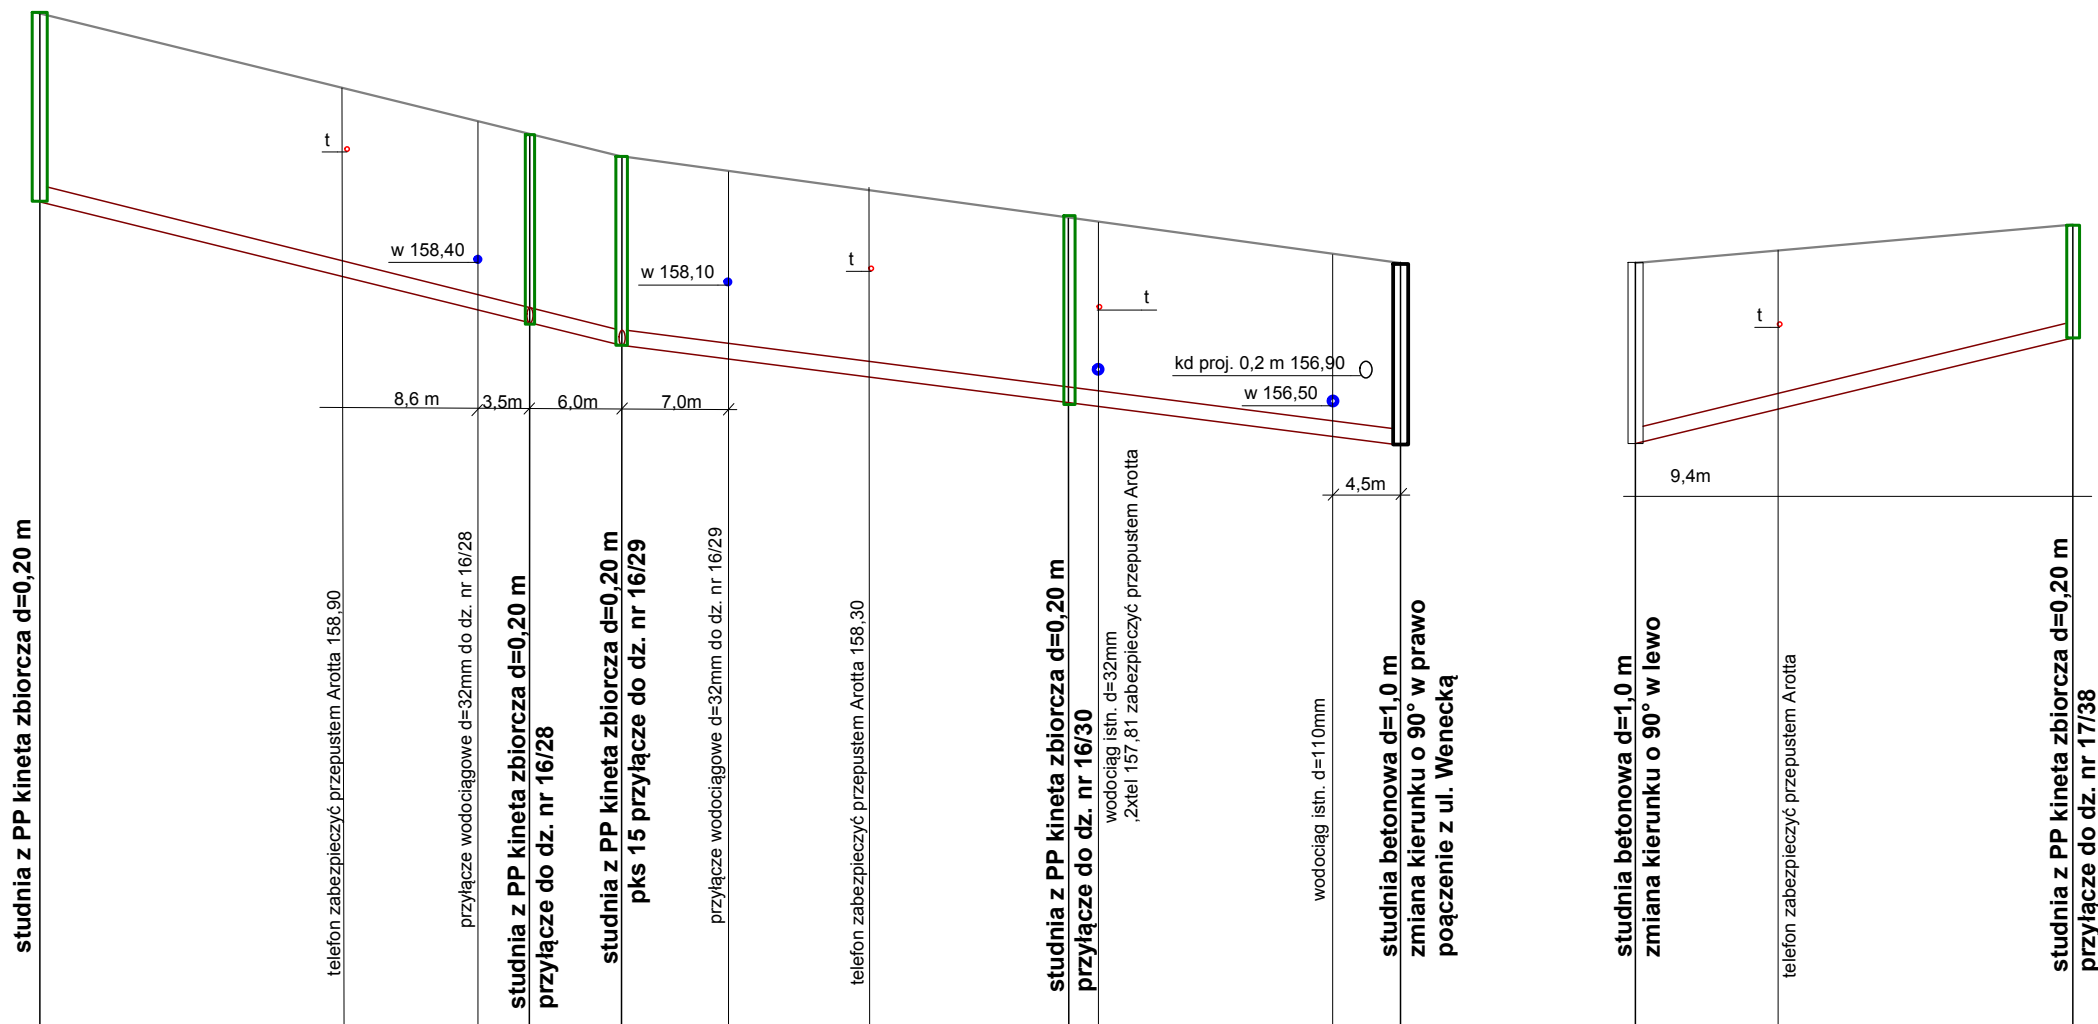 t
w 158,40
w 158,10
t
t
kd proj. 0,2 m 156,90
w 156,50
t
8,6 m
3,5m
6,0m
7,0m
4,5m
9,4m
studnia z PP kineta zbiorcza d=0,20 m
telefon zabezpieczyć przepustem Arotta 158,90
przyłącze wodociągowe d=32mm do dz. nr 16/28
studnia z PP kineta zbiorcza d=0,20 m
przyłącze do dz. nr 16/28
studnia z PP kineta zbiorcza d=0,20 m
pks 15 przyłącze do dz. nr 16/29
przyłącze wodociągowe d=32mm do dz. nr 16/29
telefon zabezpieczyć przepustem Arotta 158,30
studnia z PP kineta zbiorcza d=0,20 m
przyłącze do dz. nr 16/30
wodociąg istn. d=32mm
,2xtel 157,81 zabezpieczyć przepustem Arotta
wodociąg istn. d=110mm
studnia betonowa d=1,0 m
zmiana kierunku o 90° w prawo
poączenie z ul. Wenecką
studnia betonowa d=1,0 m
zmiana kierunku o 90° w lewo
telefon zabezpieczyć przepustem Arotta
studnia z PP kineta zbiorcza d=0,20 m
przyłącze do dz. nr 17/38